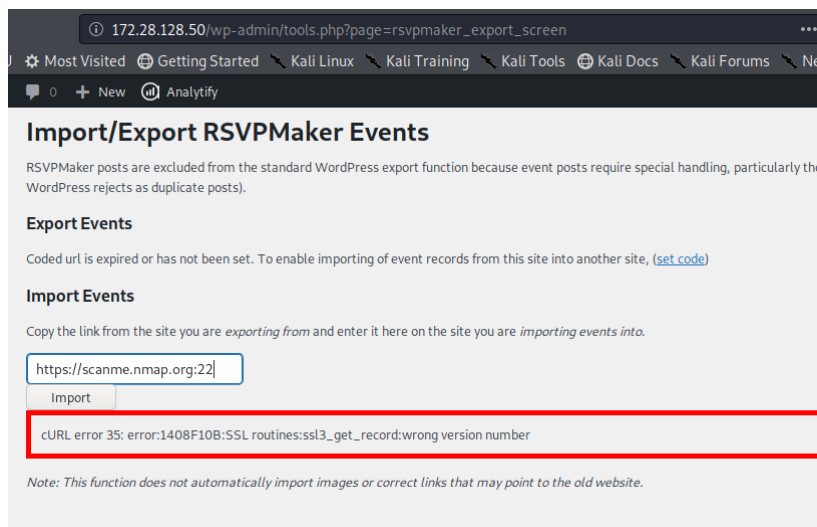 172.28.128.50/wp-admin/tools.php?page=rsvpmaker_export_screen
Most Visited Getting Started Kali Linux Kali Training Kali Tools Kali Docs Kali Forums
0 + New Analytify
Import/Export RSVPMaker Events
RSVPMaker posts are excluded from the standard WordPress export function because event posts require special handling, particularly
WordPress rejects as duplicate posts).
Export Events
Coded url is expired or has not been set. To enable importing of event records from this site into another site, (set code)
Import Events
Copy the link from the site you are exporting from and enter it here on the site you are importing events into.
https://scanme.nmap.org:22
Import
cURL error 35: error:1408F10B:SSL routines:ssl3_get_record:wrong version number
Note: This function does not automatically import images or correct links that may point to the old website.